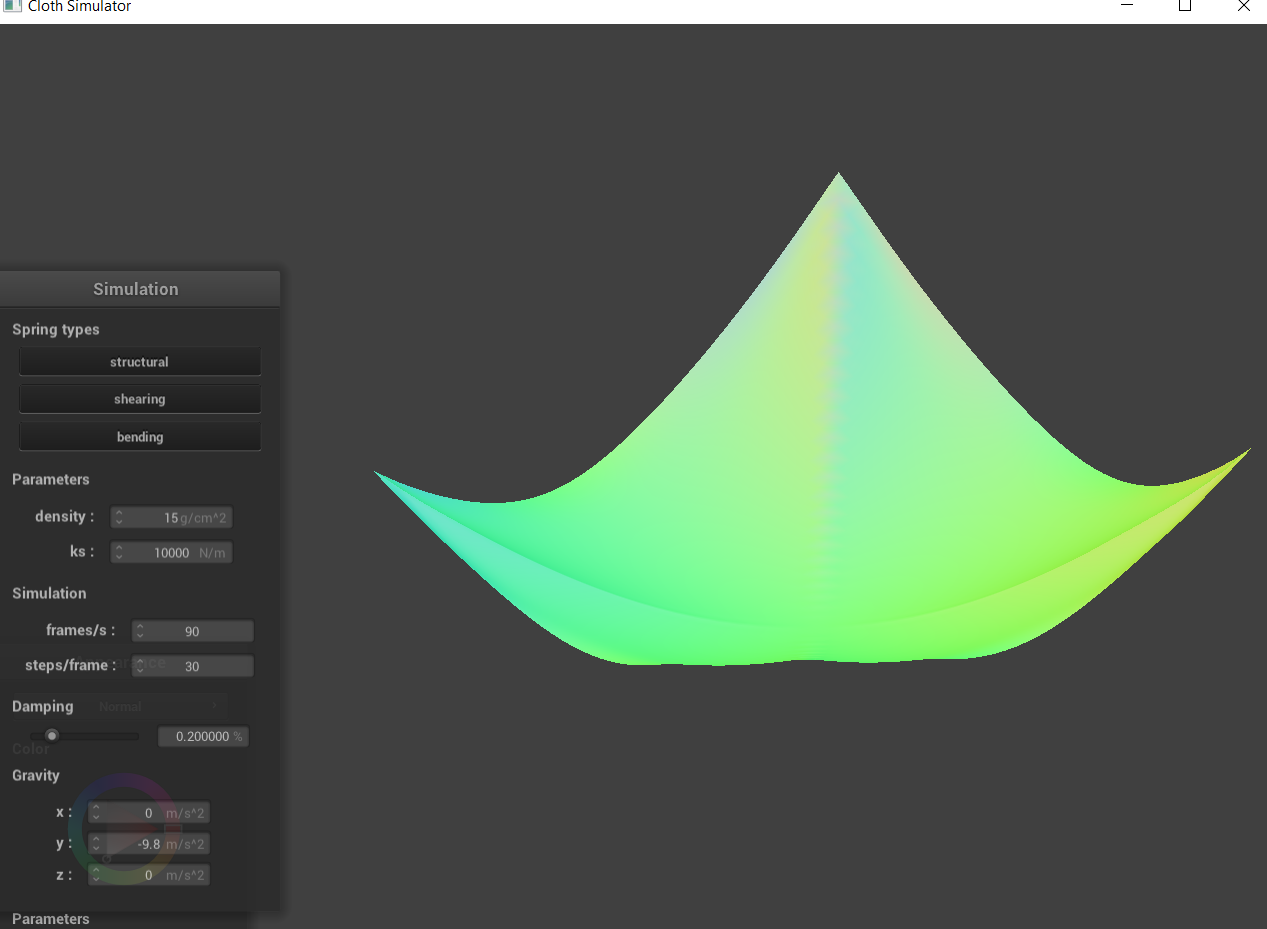 Cloth Simulator
Simulation
Spring types
structural
shearing
bending
Parameters
density : 15 g/cm^2
ks : 10000 N/m
Simulation
frames/s : 90
steps/frame : 30
Damping Normal
0.200000 %
Color
Gravity
x : 0 m/s^2
y : -9.8 m/s^2
z : 0 m/s^2
Parameters